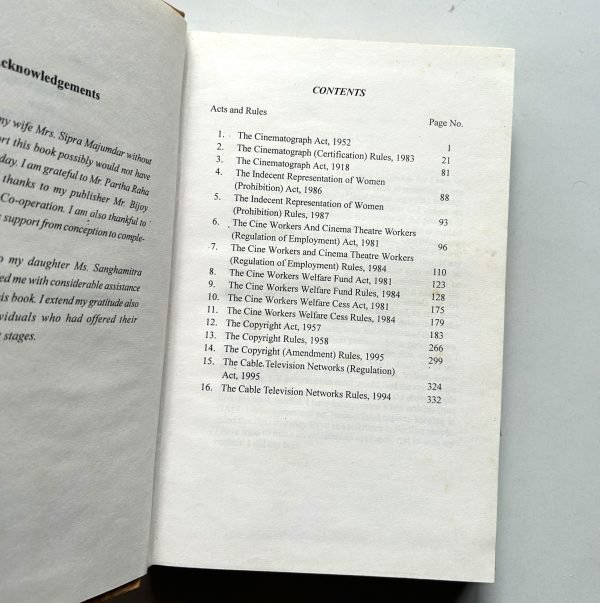 cknowledgements
my wife Mrs. Sipra Majumdar without
ort this book possibly would not have
day. I am grateful to Mr. Partha Raha
thanks to my publisher Mr. Bijoy
Co-operation. I am also thankful to
support from conception to comple-
o my daughter Ms. Sanghamitra
ed me with considerable assistance
is book. I extend my gratitude also
ividuals who had offered their
stages.
CONTENTS
Acts and Rules Page No.
1. The Cinematograph Act, 1952 1
2. The Cinematograph (Certification) Rules, 1983 21
3. The Cinematograph Act, 1918 81
4. The Indecent Representation of Women
(Prohibition) Act, 1986 88
5. The Indecent Representation of Women
(Prohibition) Rules, 1987 93
6. The Cine Workers And Cinema Theatre Workers
(Regulation of Employment) Act, 1981 96
7. The Cine Workers and Cinema Theatre Workers
(Regulation of Employment) Rules, 1984 110
8. The Cine Workers Welfare Fund Act, 1981 123
9. The Cine Workers Welfare Fund Rules, 1984 128
10. The Cine Workers Welfare Cess Act, 1981 175
11. The Cine Workers Welfare Cess Rules, 1984 179
12. The Copyright Act, 1957 183
13. The Copyright Rules, 1958 266
14. The Copyright (Amendment) Rules, 1995 299
15. The Cable Television Networks (Regulation)
Act, 1995 324
16. The Cable Television Networks Rules, 1994 332